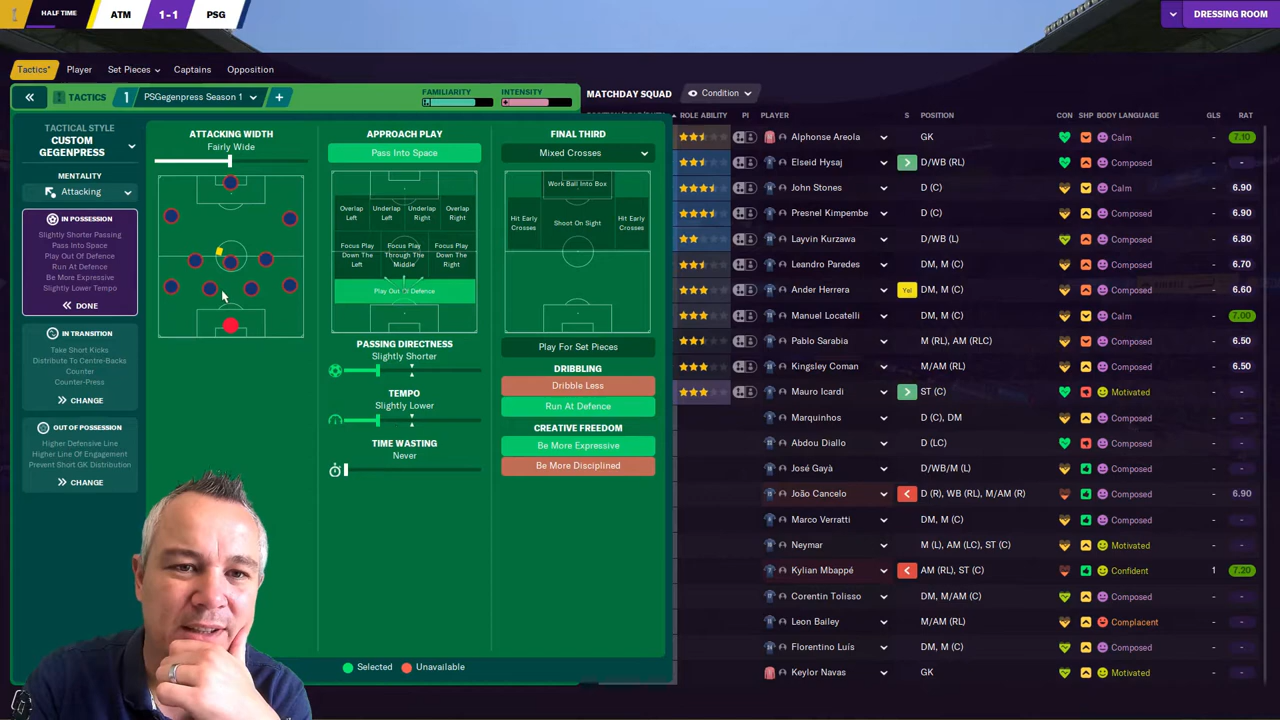 HALF TIME ATM 1-1 PSG DRESSING ROOM
Tactics* Player Set Pieces Captains Opposition
TACTICS 1 PSGegenpress Season 1 + FAMILIARITY INTENSITY
MATCHDAY SQUAD Condition
TACTICAL STYLE
CUSTOM
GEGENPRESS
MENTALITY
Attacking
IN POSSESSION
Slightly Shorter Passing
Pass Into Space
Play Out Of Defence
Run At Defence
Be More Expressive
Slightly Lower Tempo
DONE
IN TRANSITION
Take Short Kicks
Distribute To Centre-Backs
Counter
Counter-Press
CHANGE
OUT OF POSSESSION
Higher Defensive Line
Higher Line Of Engagement
Prevent Short GK Distribution
CHANGE
ATTACKING WIDTH
Fairly Wide
APPROACH PLAY
Pass Into Space
Overlap Left
Underlap Left
Underlap Right
Overlap Right
Focus Play Down The Left
Focus Play Through The Middle
Focus Play Down The Right
Play Out Of Defence
PASSING DIRECTNESS
Slightly Shorter
TEMPO
Slightly Lower
TIME WASTING
Never
FINAL THIRD
Mixed Crosses
Work Ball Into Box
Hit Early Crosses
Shoot On Sight
Hit Early Crosses
Play For Set Pieces
DRIBBLING
Dribble Less
Run At Defence
CREATIVE FREEDOM
Be More Expressive
Be More Disciplined
Selected Unavailable
ROLE ABILITY PI PLAYER S POSITION CON SHP BODY LANGUAGE GLS RAT
Alphonse Areola GK Calm - 7.10
Elseid Hysaj D/WB (RL) Composed - -
John Stones D (C) Calm - 6.90
Presnel Kimpembe D (C) Composed - 6.90
Layvin Kurzawa D/WB (L) Composed - 6.80
Leandro Paredes DM, M (C) Composed - 6.70
Ander Herrera Yel DM, M (C) Composed - 6.60
Manuel Locatelli DM, M (C) Calm - 7.00
Pablo Sarabia M (RL), AM (RLC) Composed - 6.50
Kingsley Coman M/AM (RL) Composed - 6.50
Mauro Icardi ST (C) Motivated - -
Marquinhos D (C), DM Composed - -
Abdou Diallo D (LC) Composed - -
José Gayà D/WB/M (L) Composed - -
João Cancelo D (R), WB (RL), M/AM (R) Composed - 6.90
Marco Verratti DM, M (C) Composed - -
Neymar M (L), AM (LC), ST (C) Motivated - -
Kylian Mbappé AM (RL), ST (C) Confident 1 7.20
Corentin Tolisso DM, M/AM (C) Composed - -
Leon Bailey M/AM (RL) Complacent - -
Florentino Luís DM, M (C) Composed - -
Keylor Navas GK Motivated - -